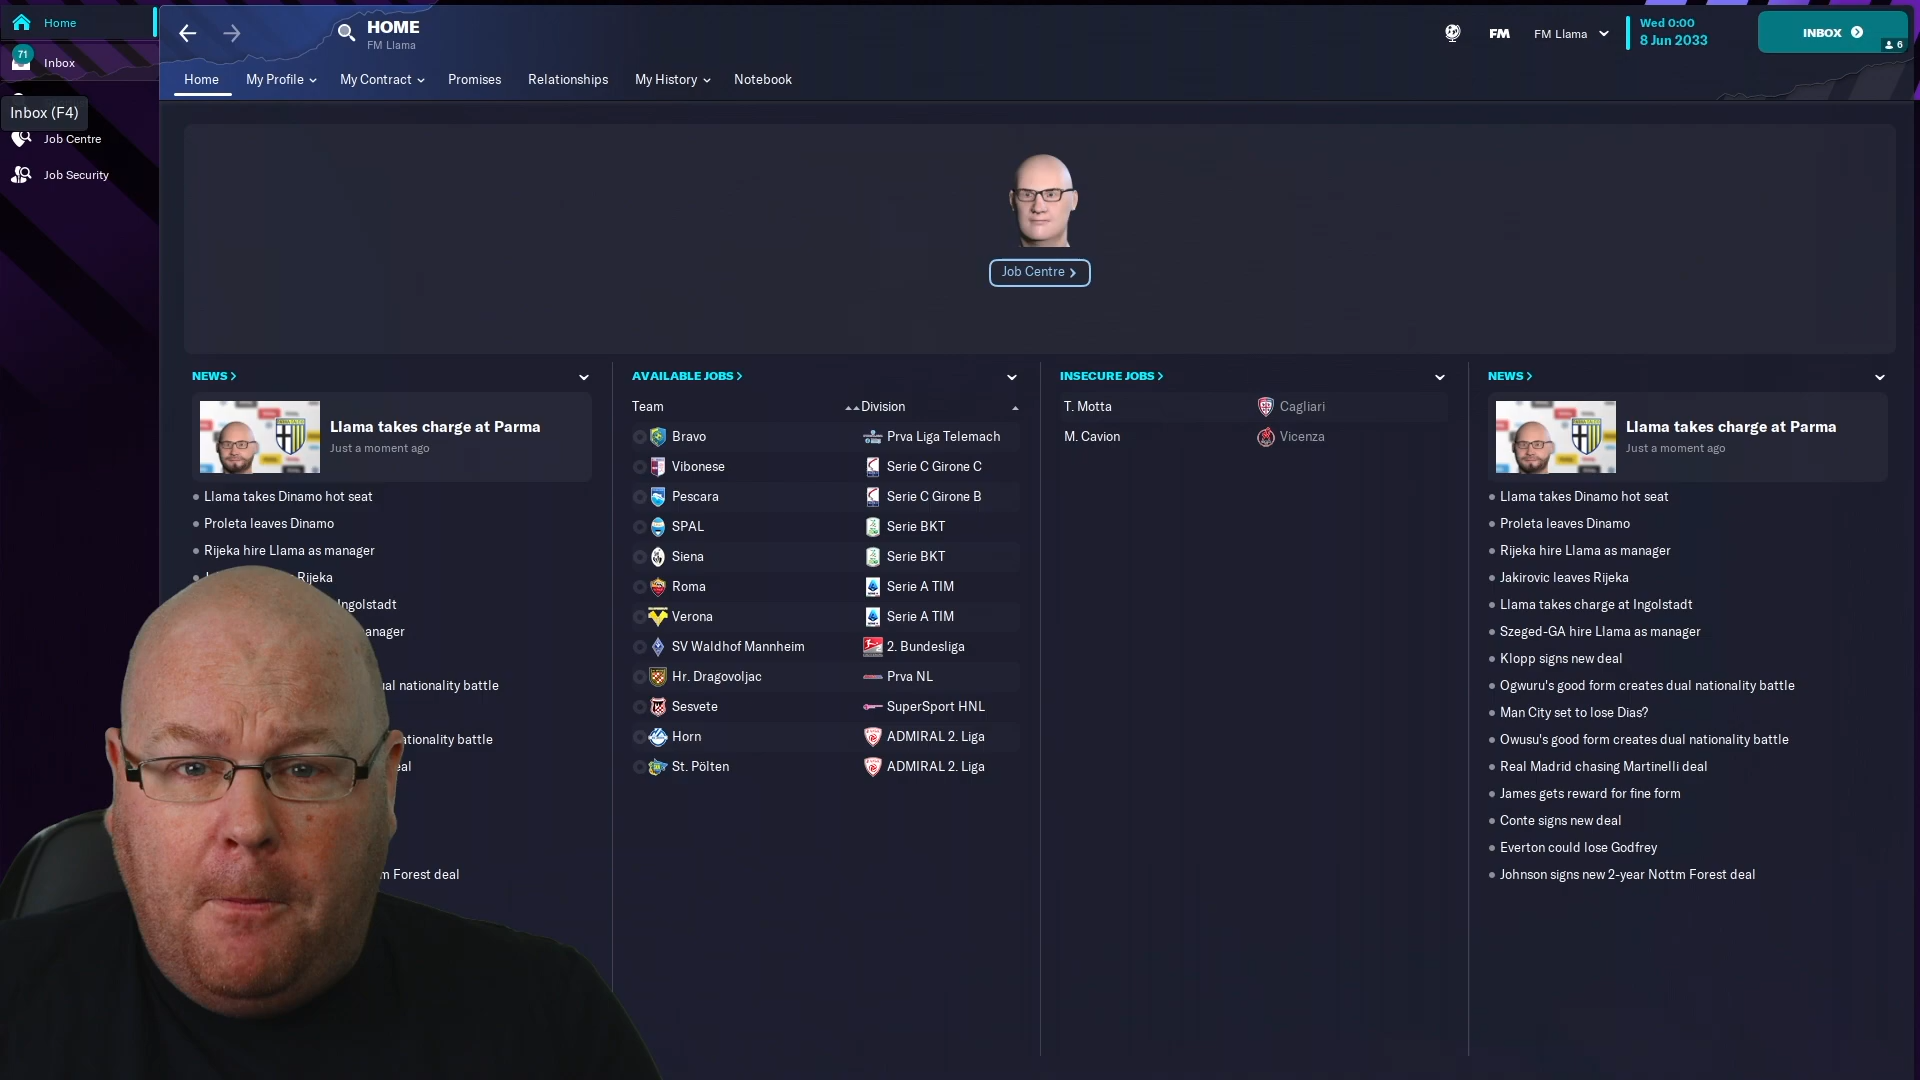 Home
71
Inbox
Inbox (F4)
Job Centre
Job Security
HOME
FM Llama
FM
FM Llama
Wed 0:00
8 Jun 2033
INBOX
6
Home
My Profile
My Contract
Promises
Relationships
My History
Notebook
Job Centre
NEWS
Llama takes charge at Parma
Just a moment ago
Llama takes Dinamo hot seat
Proleta leaves Dinamo
Rijeka hire Llama as manager
Rijeka
Ingolstadt
anager
al nationality battle
ationality battle
eal
m Forest deal
AVAILABLE JOBS
Team Division
Bravo Prva Liga Telemach
Vibonese Serie C Girone C
Pescara Serie C Girone B
SPAL Serie BKT
Siena Serie BKT
Roma Serie A TIM
Verona Serie A TIM
SV Waldhof Mannheim 2. Bundesliga
Hr. Dragovoljac Prva NL
Sesvete SuperSport HNL
Horn ADMIRAL 2. Liga
St. Pölten ADMIRAL 2. Liga
INSECURE JOBS
T. Motta Cagliari
M. Cavion Vicenza
NEWS
Llama takes charge at Parma
Just a moment ago
Llama takes Dinamo hot seat
Proleta leaves Dinamo
Rijeka hire Llama as manager
Jakirovic leaves Rijeka
Llama takes charge at Ingolstadt
Szeged-GA hire Llama as manager
Klopp signs new deal
Ogwuru's good form creates dual nationality battle
Man City set to lose Dias?
Owusu's good form creates dual nationality battle
Real Madrid chasing Martinelli deal
James gets reward for fine form
Conte signs new deal
Everton could lose Godfrey
Johnson signs new 2-year Nottm Forest deal